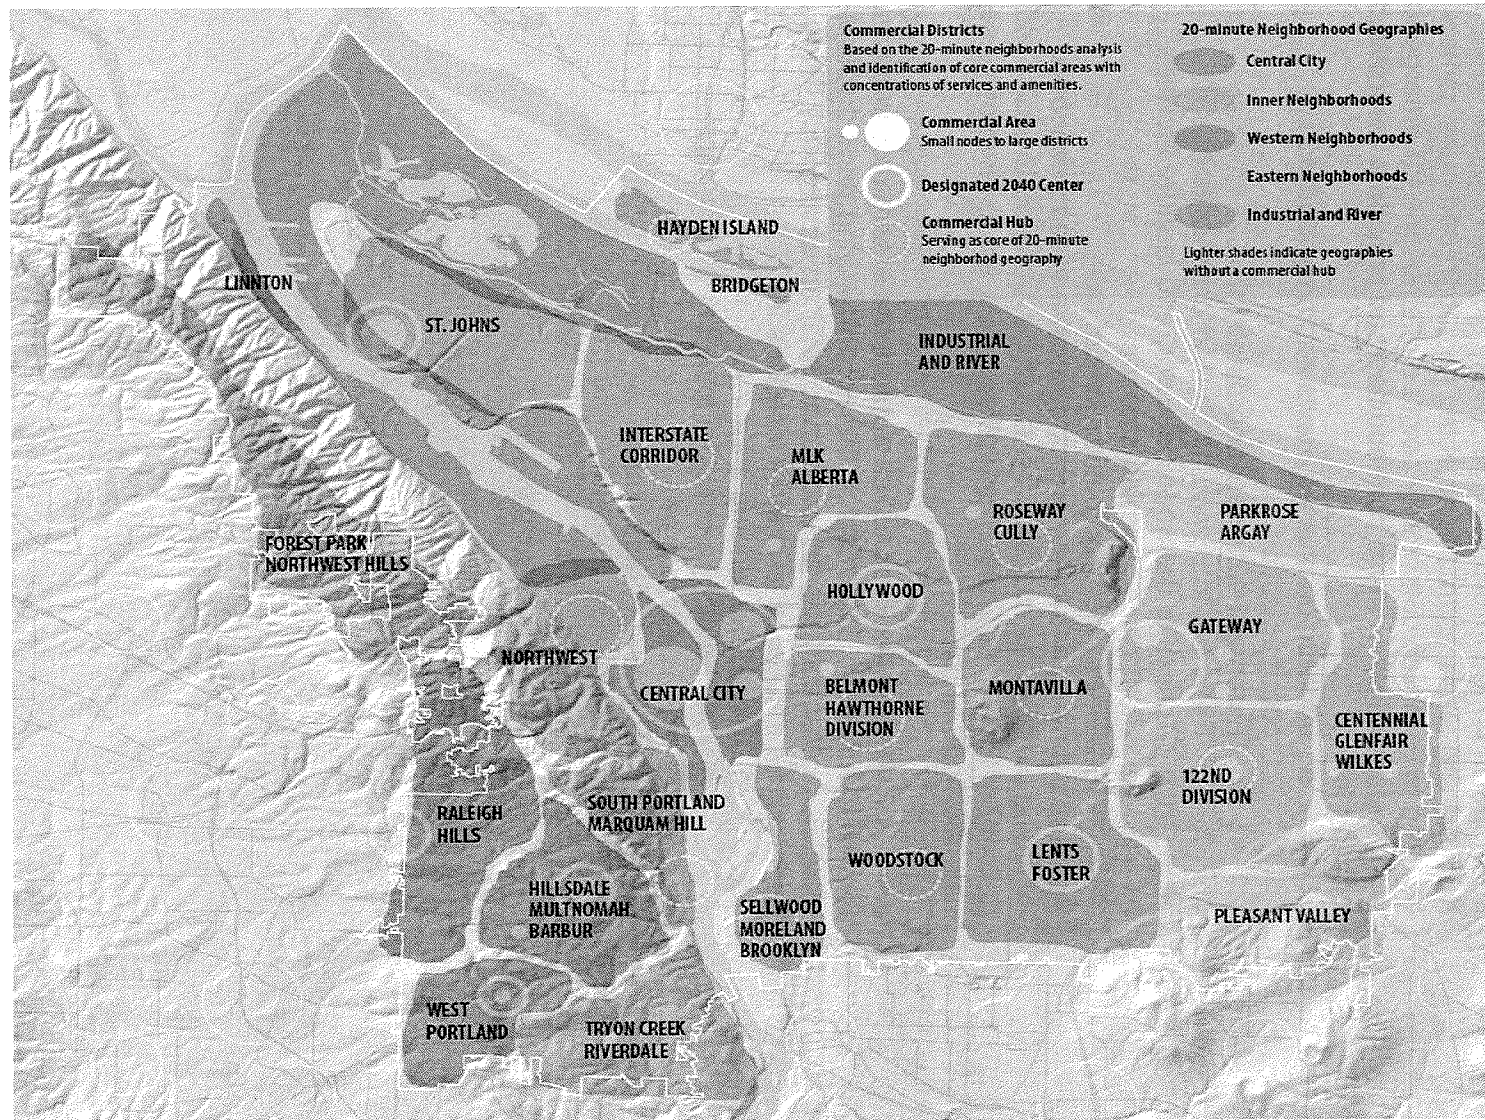 Commercial Districts
Based on the 20-minute neighborhoods analysis
and identification of core commercial areas with
concentrations of services and amenities.
Commercial Area
Small nodes to large districts
Designated 2040 Center
Commercial Hub
Serving as core of 20-minute
neighborhod geography
20-minute Neighborhood Geographies
Central City
Inner Neighborhoods
Western Neighborhoods
Eastern Neighborhoods
Industrial and River
Lighter shades indicate geographies
without a commercial hub
HAYDEN ISLAND
LINNTON
BRIDGETON
ST. JOHNS
INDUSTRIAL
AND RIVER
INTERSTATE
CORRIDOR
MLK
ALBERTA
ROSEWAY
CULLY
PARKROSE
ARGAY
FOREST PARK
NORTHWEST HILLS
HOLLYWOOD
GATEWAY
NORTHWEST
CENTRAL CITY
BELMONT
HAWTHORNE
DIVISION
MONTAVILLA
CENTENNIAL
GLENFAIR
WILKES
122ND
DIVISION
RALEIGH
HILLS
SOUTH PORTLAND
MARQUAM HILL
WOODSTOCK
LENTS
FOSTER
HILLSDALE
MULTNOMAH
BARBUR
SELLWOOD
MORELAND
BROOKLYN
PLEASANT VALLEY
WEST
PORTLAND
TRYON CREEK
RIVERDALE